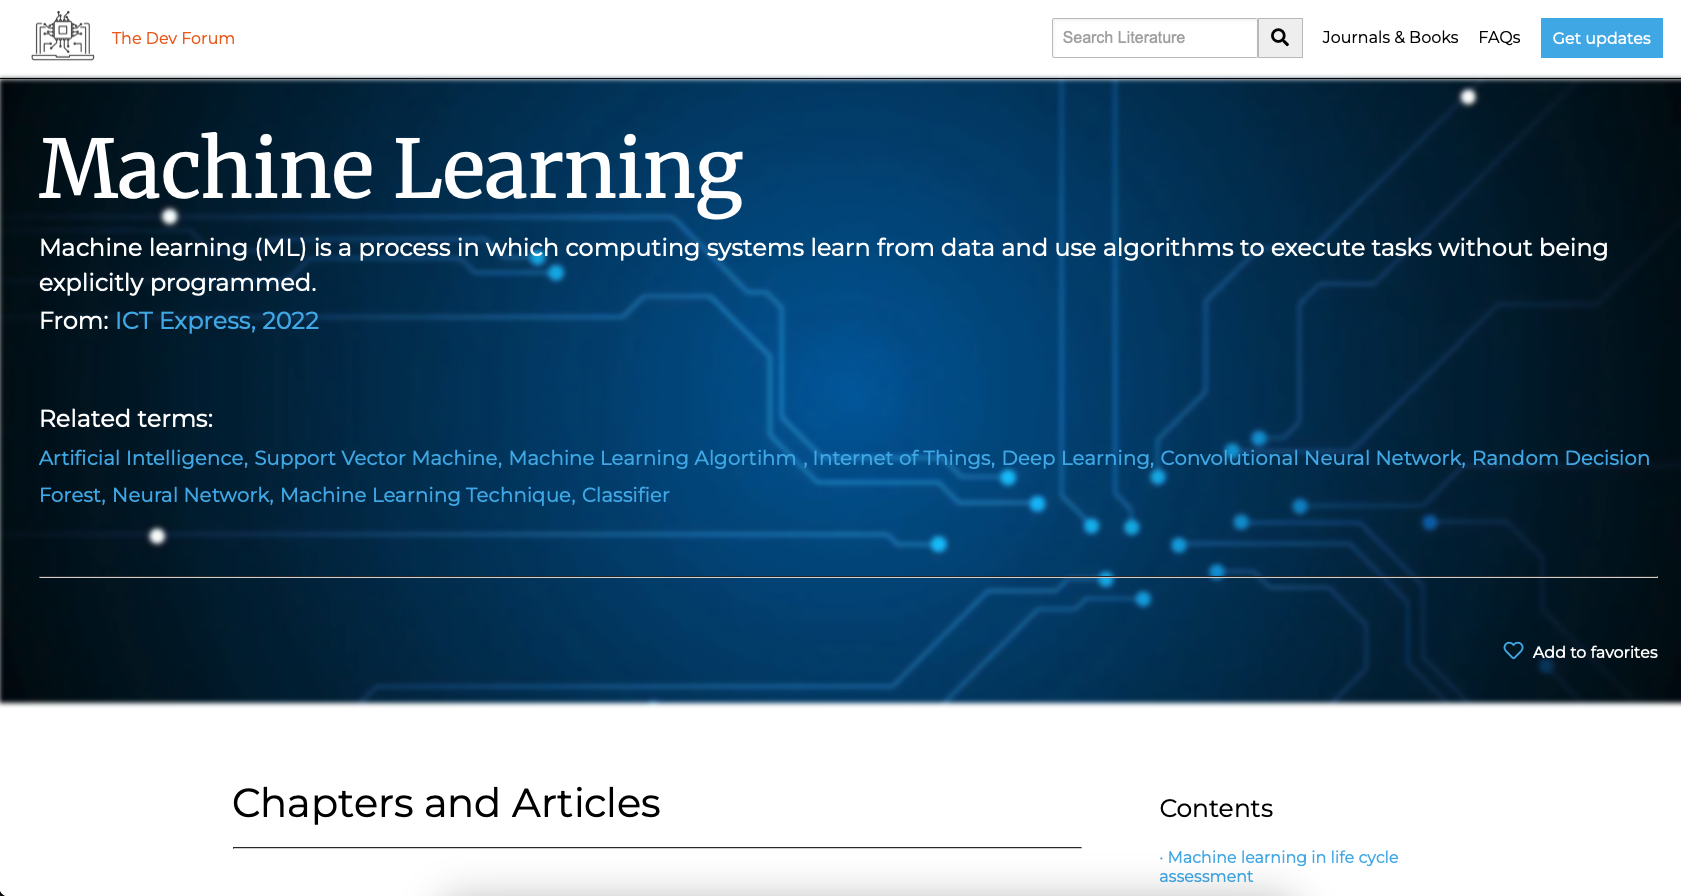 The Dev Forum
Search Literature
Journals & Books
FAQs
Get updates
Machine Learning
Machine learning (ML) is a process in which computing systems learn from data and use algorithms to execute tasks without being
explicitly programmed.
From: ICT Express, 2022
Related terms:
Artificial Intelligence, Support Vector Machine, Machine Learning Algortihm , Internet of Things, Deep Learning, Convolutional Neural Network, Random Decision
Forest, Neural Network, Machine Learning Technique, Classifier
Add to favorites
Chapters and Articles
Contents
· Machine learning in life cycle
assessment